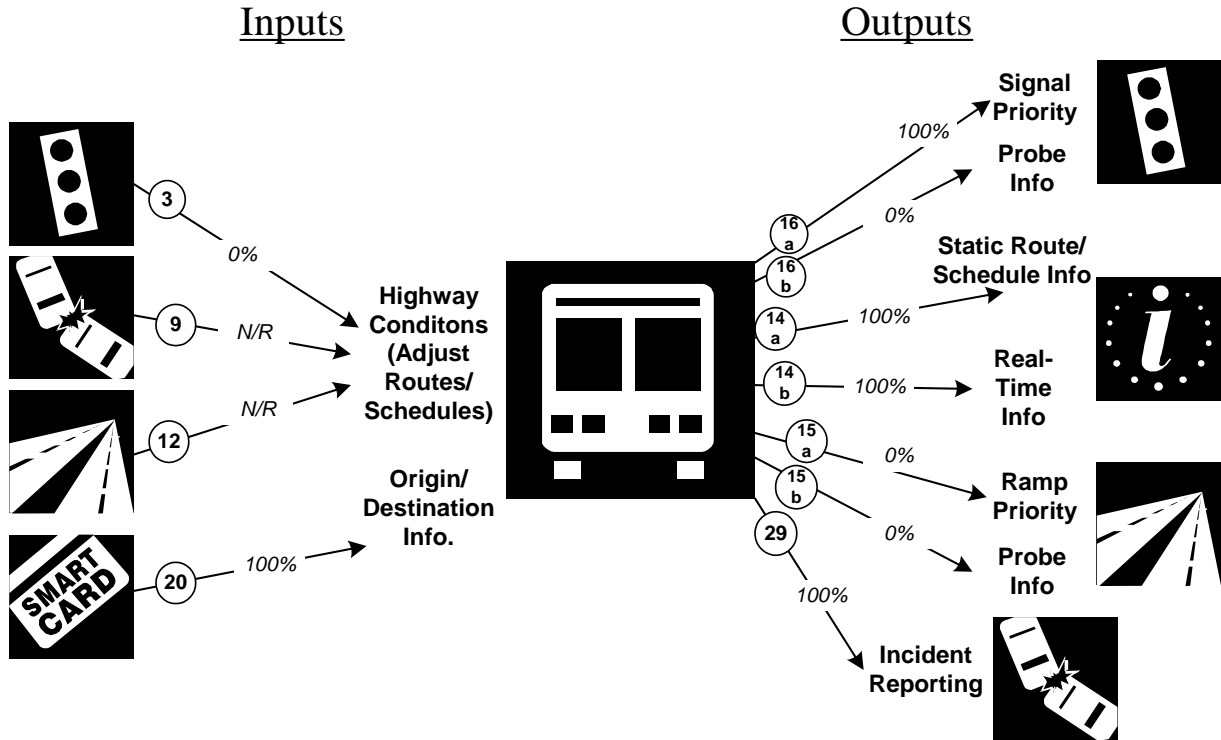 Inputs
Outputs
3
0%
9
N/R
12
N/R
Highway
Conditons
(Adjust
Routes/
Schedules)
20
100%
Origin/
Destination
Info.
SMART
CARD
16
a
100%
Signal
Priority
16
b
0%
Probe
Info
14
a
100%
Static Route/
Schedule Info
14
b
100%
Real-
Time
Info
i
15
a
0%
Ramp
Priority
15
b
0%
Probe
Info
29
100%
Incident
Reporting